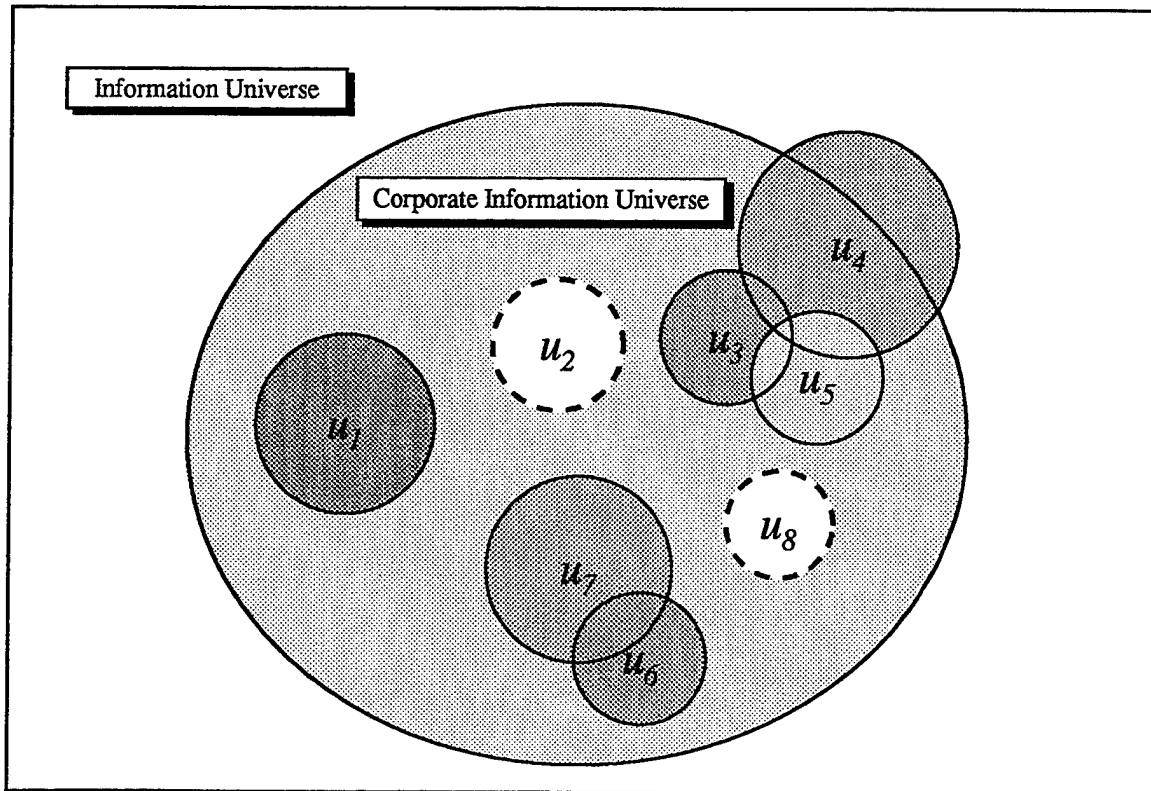 Information Universe
Corporate Information Universe
u4
u3
u2
u5
u1
u8
u7
u6